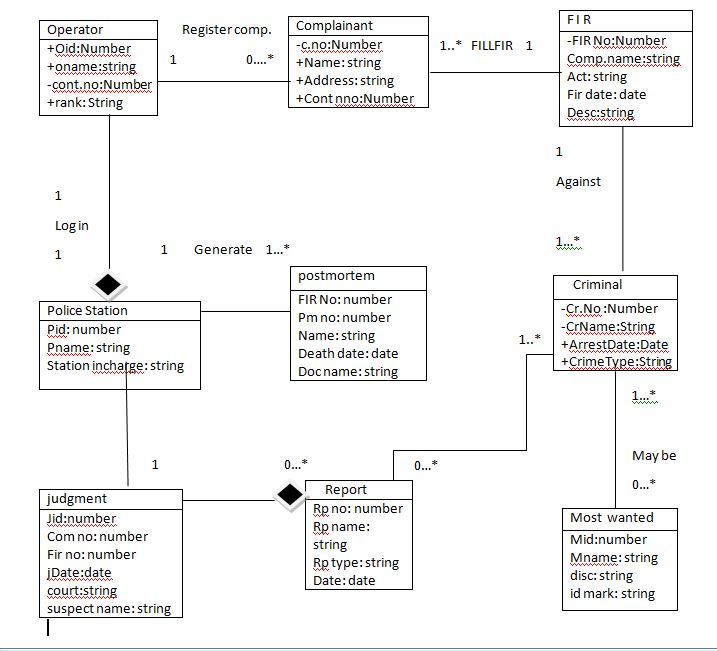 Operator
+Oid:Number
+oname:string
-cont.no:Number
+rank: String
Register comp.
1
0....*
Complainant
-c.no:Number
+Name: string
+Address: string
+Cont nno:Number
1..* FILLFIR 1
F I R
-FIR No:Number
Comp.name:string
Act: string
Fir date: date
Desc:string
1
Log in
1
1
Against
1...*
1 Generate 1...*
Police Station
Pid: number
Pname: string
Station incharge: string
postmortem
FIR No: number
Pm no: number
Name: string
Death date: date
Doc name: string
Criminal
-Cr.No :Number
-CrName:String
+ArrestDate:Date
+CrimeType:String
1..*
1...*
May be
0...*
1
0...*
0...*
judgment
Jid:number
Com no: number
Fir no: number
jDate:date
court:string
suspect name: string
Report
Rp no: number
Rp name:
string
Rp type: string
Date: date
Most wanted
Mid:number
Mname: string
disc: string
id mark: string